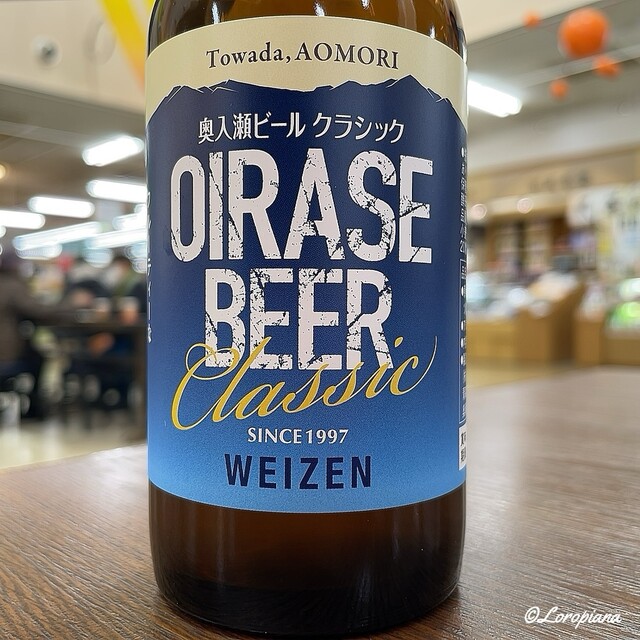 Towada, AOMORI
奥入瀬ビール クラシック
OIRASE
BEER
Classic
SINCE 1997
WEIZEN
©Loropiana